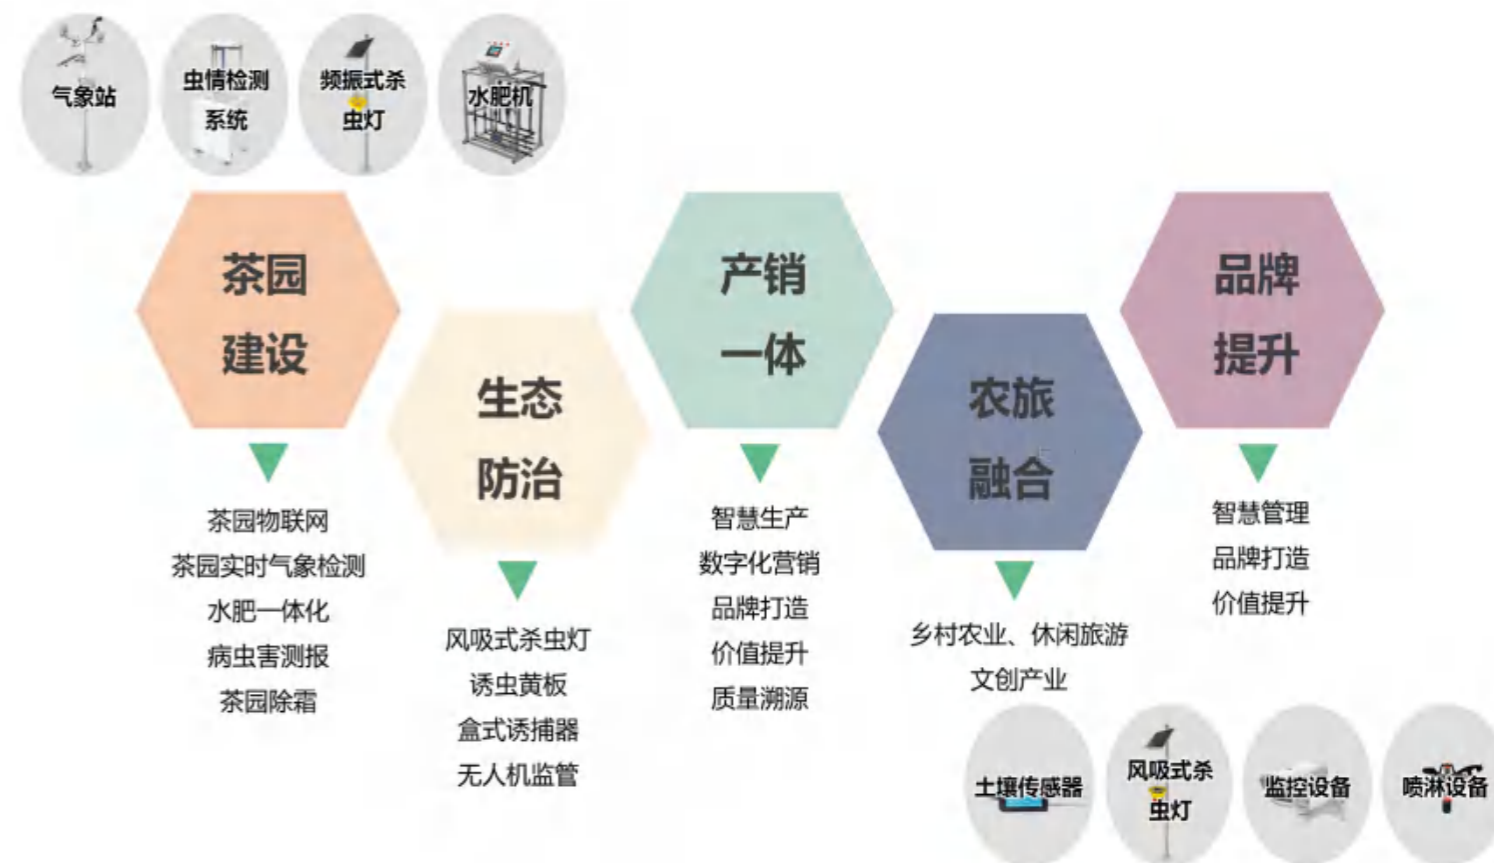 气象站
虫情检测
系统
频振式杀
虫灯
水肥机
茶园
建设
生态
防治
产销
一体
农旅
融合
品牌
提升
茶园物联网
茶园实时气象检测
水肥一体化
病虫害测报
茶园除霜
风吸式杀虫灯
诱虫黄板
盒式诱捕器
无人机监管
智慧生产
数字化营销
品牌打造
价值提升
质量溯源
乡村农业、休闲旅游
文创产业
智慧管理
品牌打造
价值提升
土壤传感器
风吸式杀
虫灯
监控设备
喷淋设备